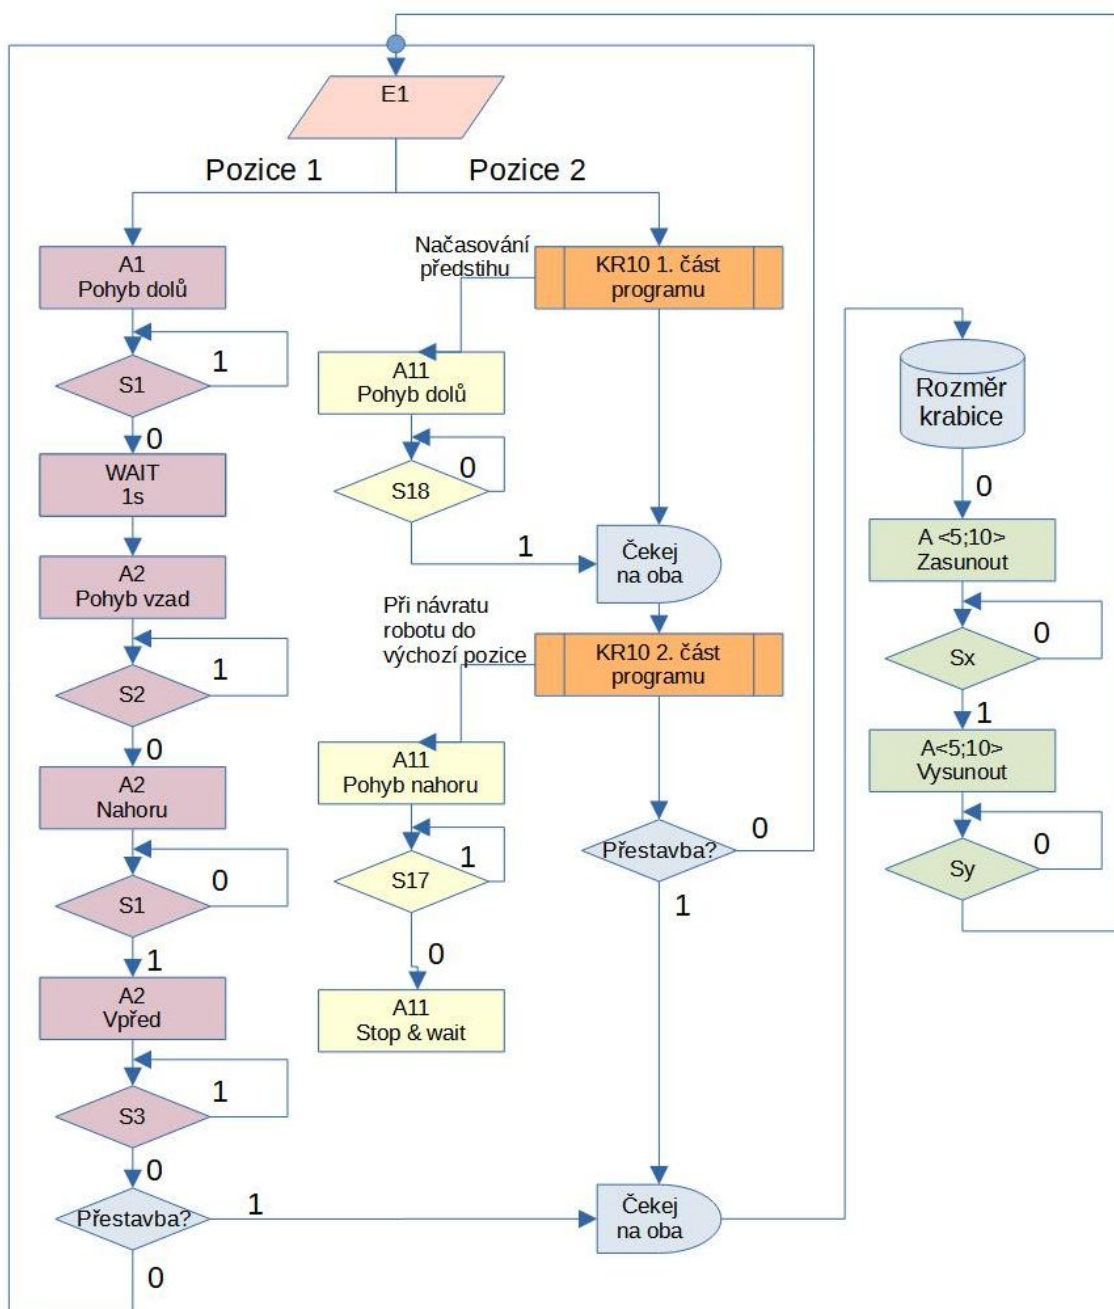 E1
Pozice 1
Pozice 2
A1
Pohyb dolů
1
S1
0
WAIT
1s
A2
Pohyb vzad
1
S2
0
A2
Nahoru
0
S1
1
A2
Vpřed
1
S3
0
Přestavba?
1
0
Načasování
předstihu
A11
Pohyb dolů
0
S18
1
Při návratu
robotu do
výchozí pozice
A11
Pohyb nahoru
1
S17
0
A11
Stop & wait
KR10 1. část
programu
Čekej
na oba
KR10 2. část
programu
Přestavba?
0
1
Čekej
na oba
Rozměr
krabice
0
A <5;10>
Zasunout
0
Sx
1
A<5;10>
Vysunout
0
Sy